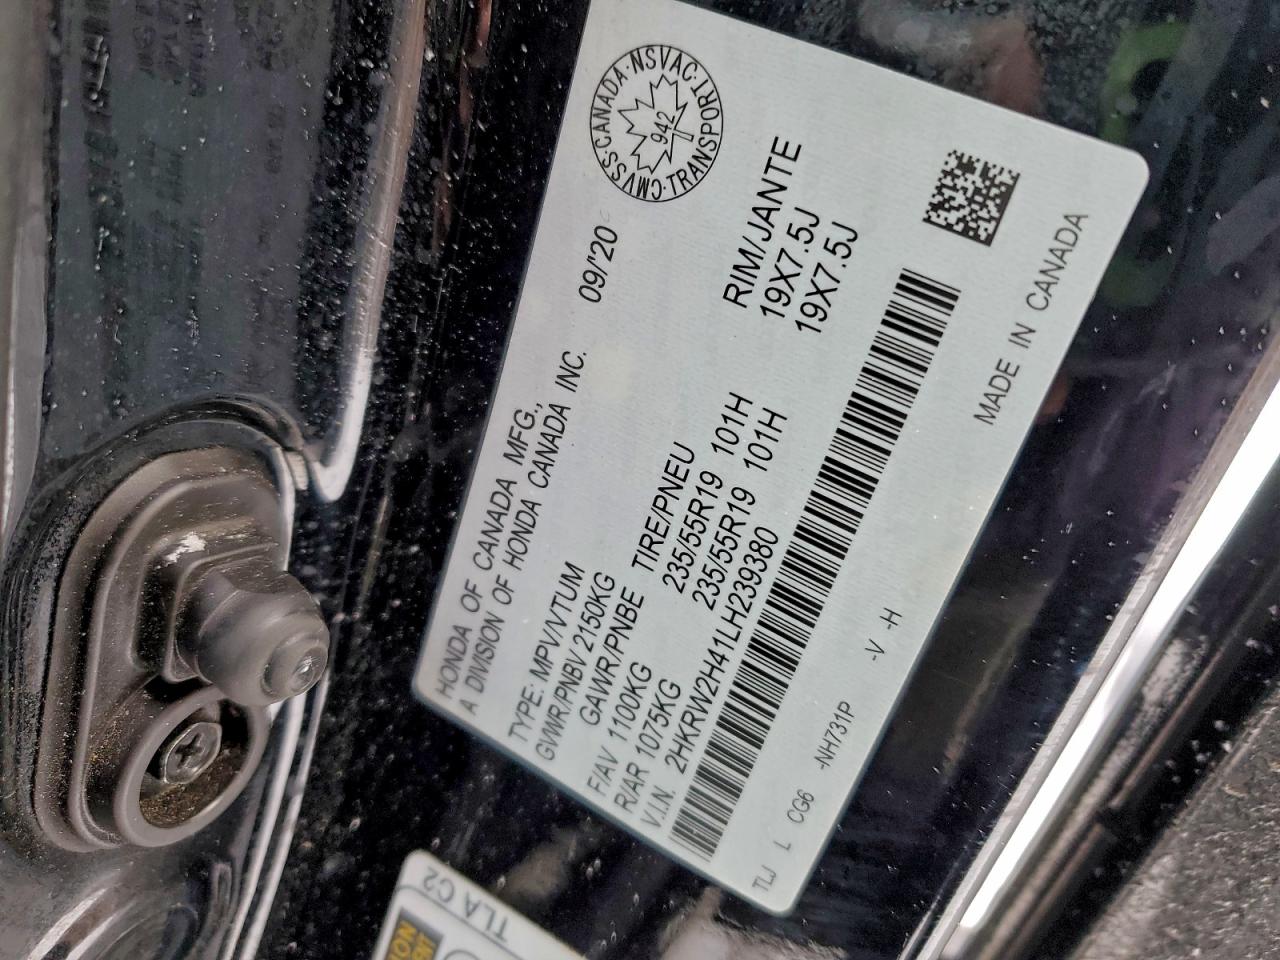 HONDA OF CANADA MFG.,
A DIVISION OF HONDA CANADA INC. 09/'20
CMVSS·CANADA·NSVAC·TRANSPORT·
942
TYPE: MPV/VTUM
GVWR/PNBV 2150KG
GAWR/PNBE TIRE/PNEU RIM/JANTE
F/AV 1100KG 235/55R19 101H 19X7.5J
R/AR 1075KG 235/55R19 101H 19X7.5J
V.I.N. 2HKRW2H41LH239380
TLJ L CG6 -NH731P -V -H MADE IN CANADA
TLA C2